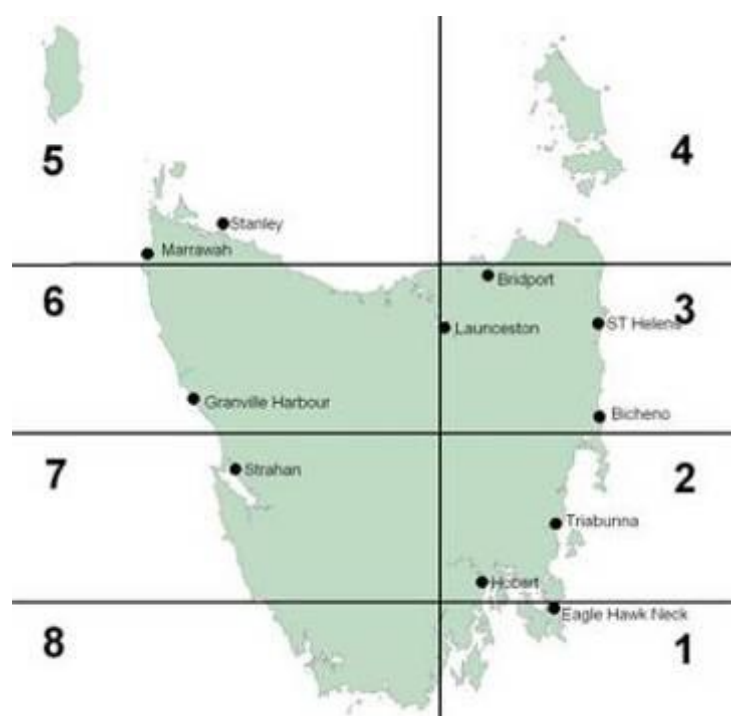 5
4
Stanley
Marrawah
6
Bridport
3
Launceston
ST Helens
Granville Harbour
Bicheno
7
Strahan
2
Triabunna
Hobart
Eagle Hawk Neck
8
1